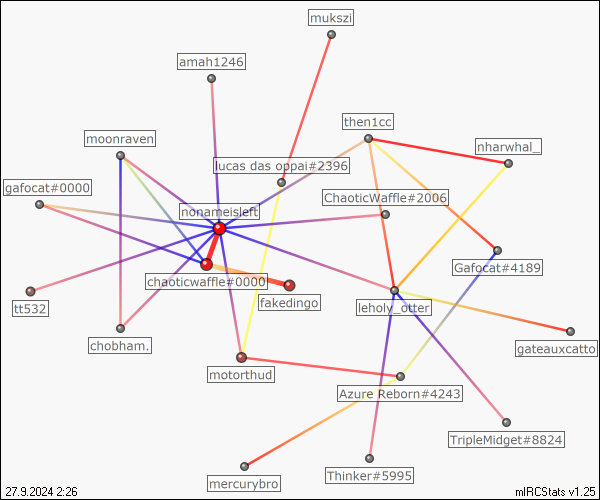 mukszi
amah1246
then1cc
moonraven
nharwhal_
lucas das oppai#2396
gafocat#0000
ChaoticWaffle#2006
nonameisleft
Gafocat#4189
chaoticwaffle#0000
fakedingo
tt532
leholy_otter
chobham.
gateauxcatto
motorthud
Azure Reborn#4243
TripleMidget#8824
Thinker#5995
mercurybro
27.9.2024 2:26
mIRCStats v1.25